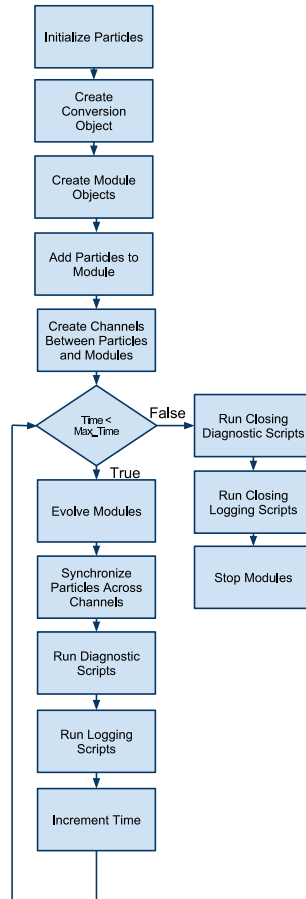 Initialize Particles
Create
Conversion
Object
Create Module
Objects
Add Particles to
Module
Create Channels
Between Particles
and Modules
Time <
Max_Time
False
True
Run Closing
Diagnostic Scripts
Run Closing
Logging Scripts
Stop Modules
Evolve Modules
Synchronize
Particles Across
Channels
Run Diagnostic
Scripts
Run Logging
Scripts
Increment Time